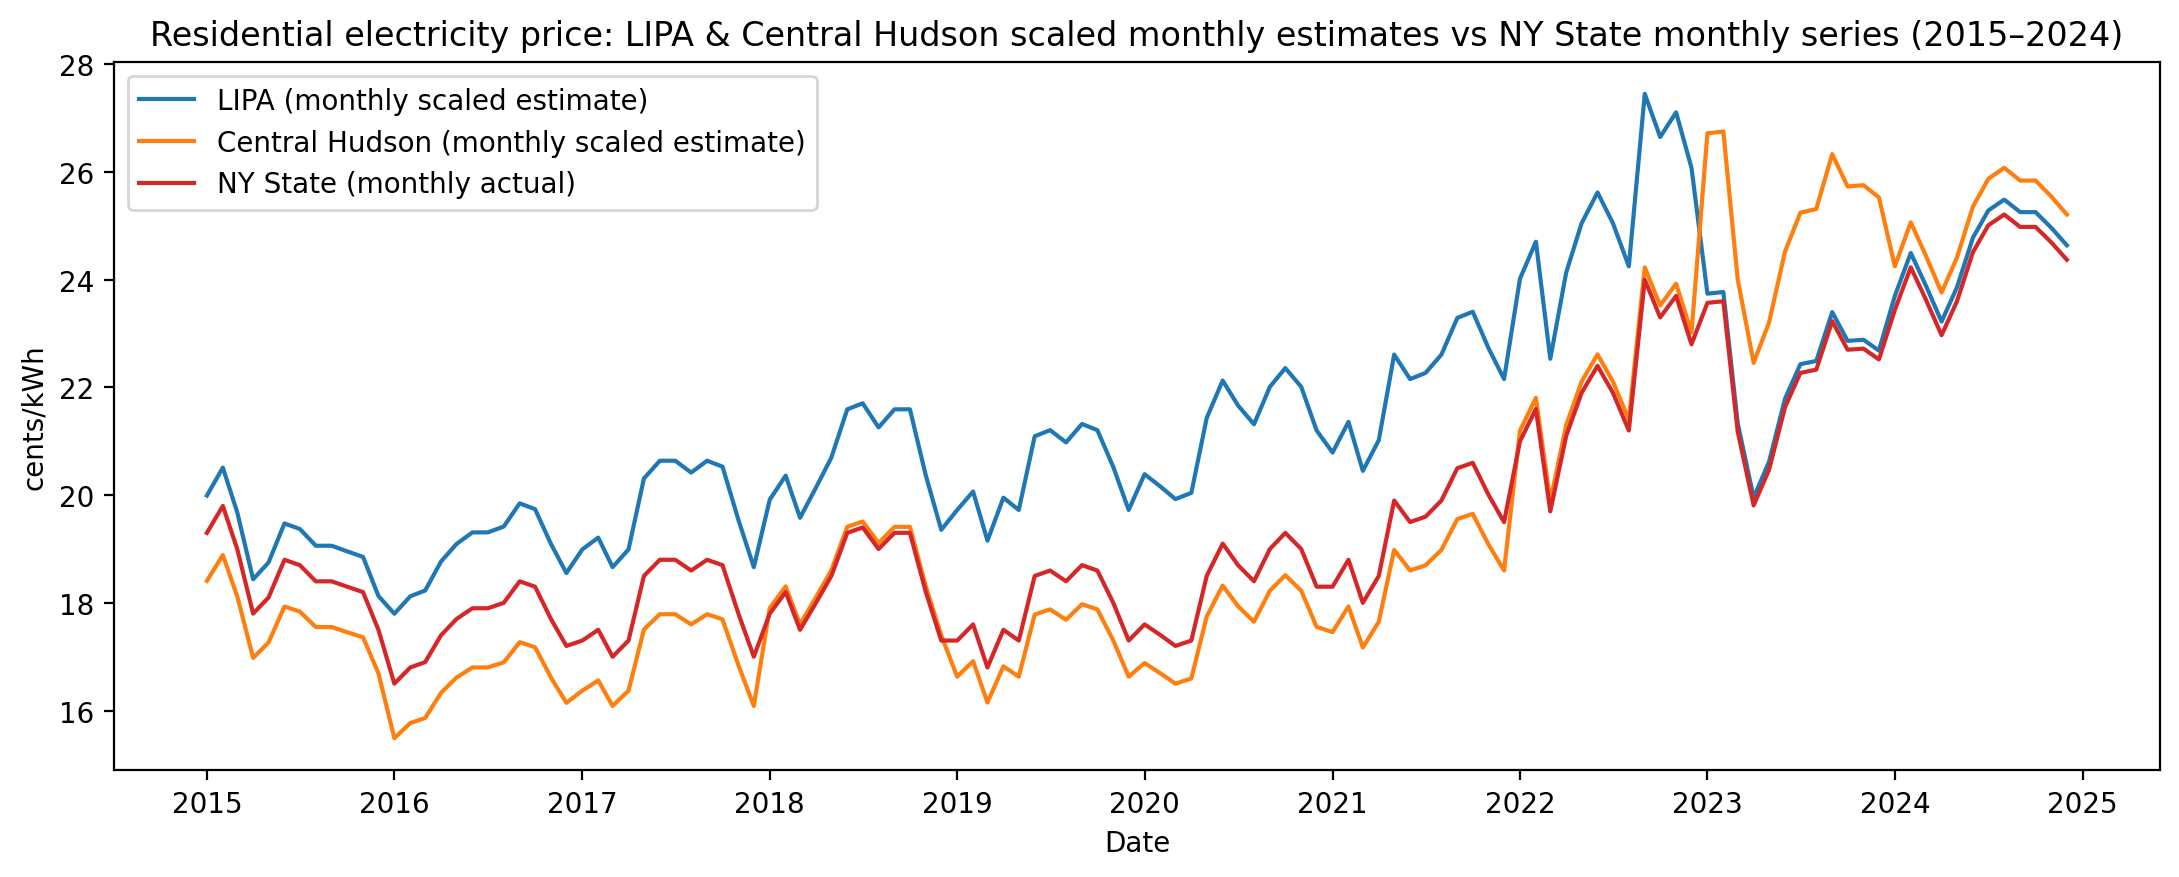 Residential electricity price: LIPA & Central Hudson scaled monthly estimates vs NY State monthly series (2015–2024)
LIPA (monthly scaled estimate)
Central Hudson (monthly scaled estimate)
NY State (monthly actual)
cents/kWh
28
26
24
22
20
18
16
2015 2016 2017 2018 2019 2020 2021 2022 2023 2024 2025
Date